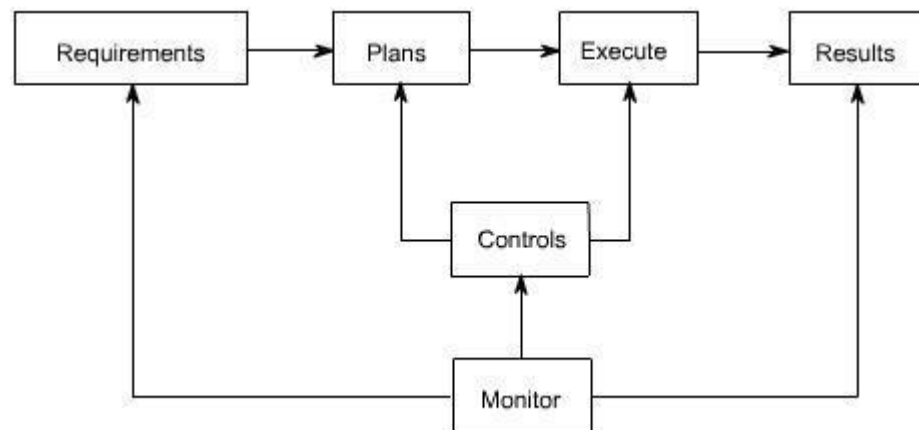 Requirements
Plans
Execute
Results
Controls
Monitor